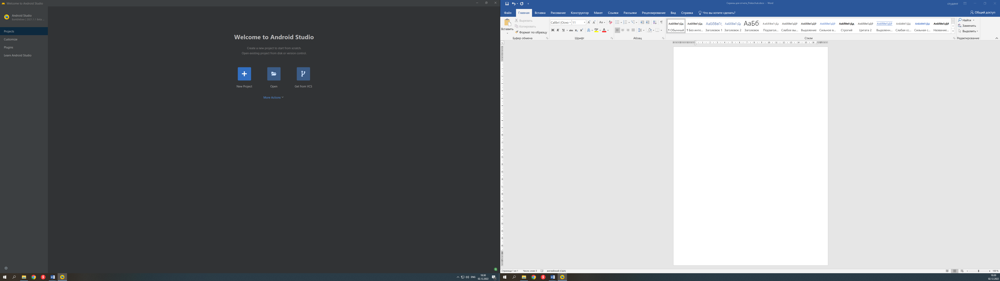 Welcome to Android Studio
Android Studio
Bumblebee | 2021.1.1 Beta ...
Projects
Customize
Plugins
Learn Android Studio
Welcome to Android Studio
Create a new project to start from scratch.
Open existing project from disk or version control.
New Project
Open
Get from VCS
More Actions
3
ENG
10:30
02.12.2022
1
Скрины для отчета_Poleschuk.docx - Word
студент
Файл
Главная
Вставка
Рисование
Конструктор
Макет
Ссылки
Рассылки
Рецензирование
Вид
Справка
Что вы хотите сделать?
Общий доступ
Вставить
Вырезать
Копировать
Формат по образцу
Буфер обмена
Calibri (Осно
11
Шрифт
Абзац
АаБбВвГгДд
¶ Обычный
АаБбВвГгДд
¶ Без инте...
АаБбВвГг,
Заголовок 1
АаБбВвГгДд
Заголовок 2
АаБб
Заголовок
АаБбВвГгДд
Подзагол...
АаБбВвГгДд
Слабое вы...
АаБбВвГгДд
Выделение
АаБбВвГгДд
Сильное в...
АаБбВвГгДд
Строгий
АаБбВвГгДд
Цитата 2
АаБбВвГгДд
Выделенн...
АаБбВвГгДд
Слабая сс...
АаБбВвГгДд
Сильная с...
АаБбВвГгДд
Название...
Стили
Найти
Заменить
Выделить
Редактирование
Страница 1 из 1
Число слов: 0
английский (США)
100 %
10:30
02.12.2022